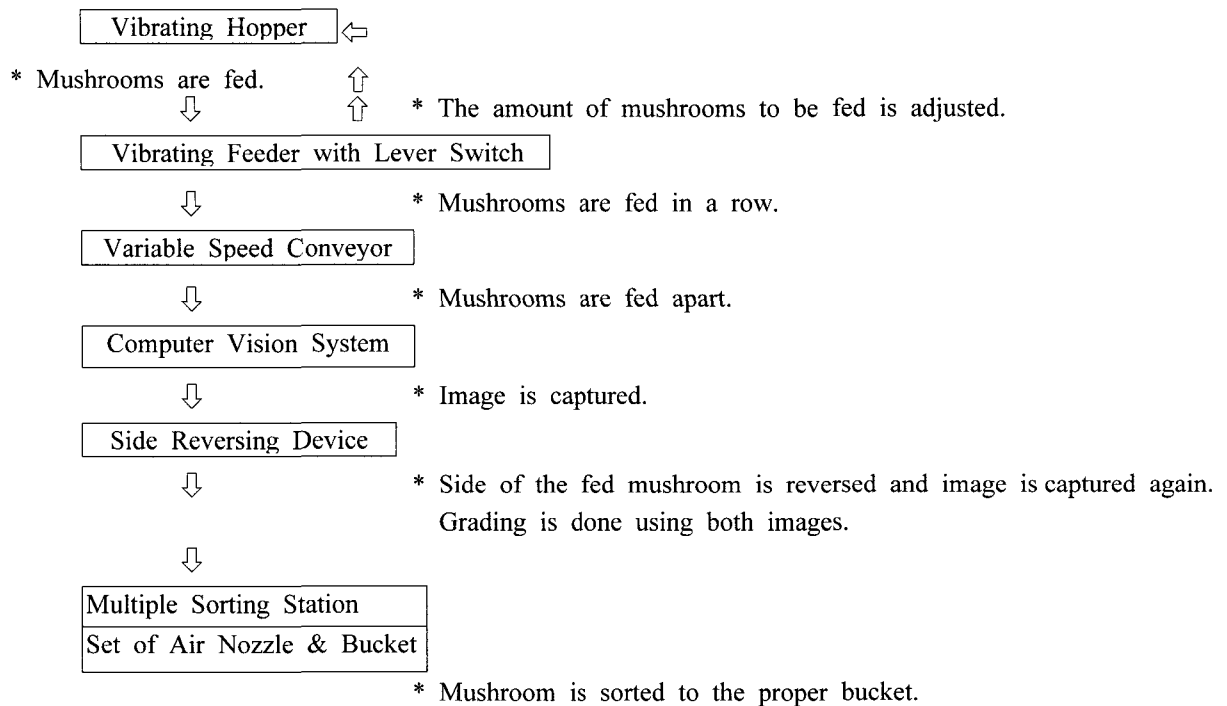 Vibrating Hopper
* Mushrooms are fed.
* The amount of mushrooms to be fed is adjusted.
Vibrating Feeder with Lever Switch
* Mushrooms are fed in a row.
Variable Speed Conveyor
* Mushrooms are fed apart.
Computer Vision System
* Image is captured.
Side Reversing Device
* Side of the fed mushroom is reversed and image is captured again.
Grading is done using both images.
Multiple Sorting Station
Set of Air Nozzle & Bucket
* Mushroom is sorted to the proper bucket.